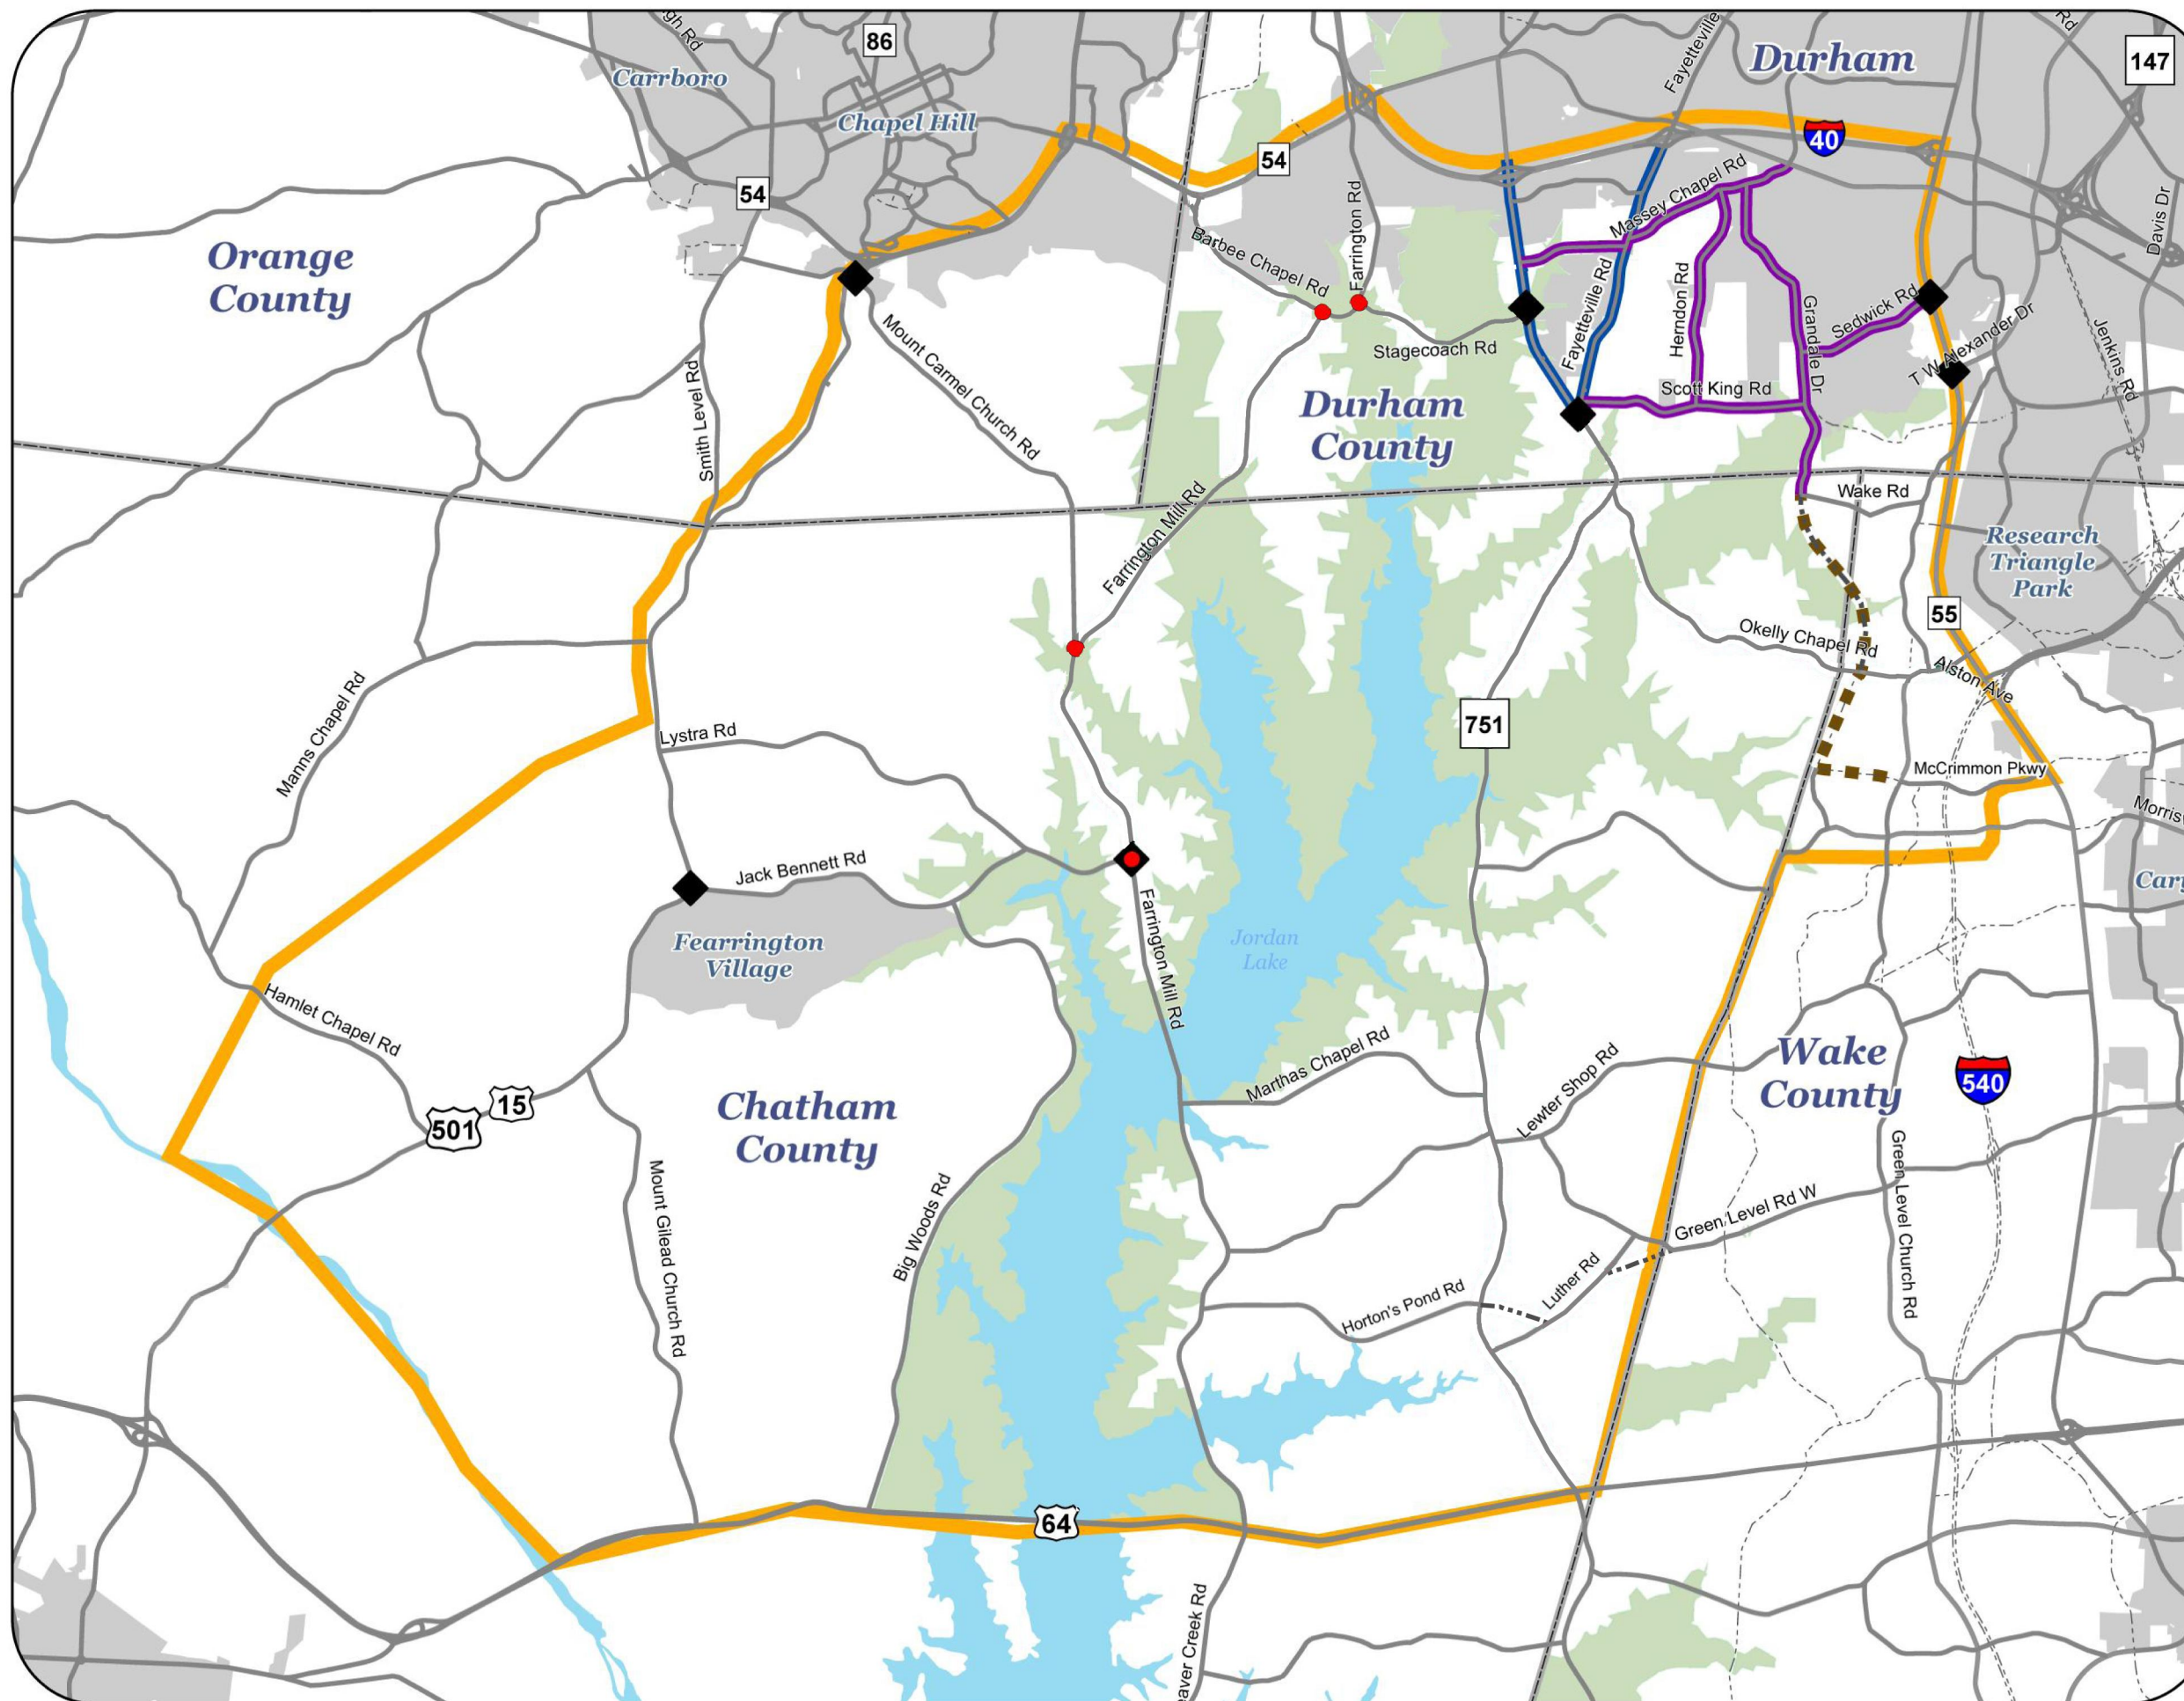 86
147
Durham
Carrboro
Chapel Hill
Fayetteville
Rd
40
54
54
Massey Chapel Rd
Farrington Rd
Davis Dr
Orange
County
Barbee Chapel Rd
Fayetteville Rd
Herndon Rd
Grandale Dr
Sedwick Rd
T W Alexander Dr
Jenkins Rd
Mount Carmel Church Rd
Stagecoach Rd
Smith Level Rd
Scott King Rd
Durham
County
Farrington Mill Rd
Wake Rd
Research
Triangle
Park
55
Okelly Chapel Rd
Alston Ave
Manns Chapel Rd
Lystra Rd
751
McCrimmon Pkwy
Jack Bennett Rd
Fearrington
Village
Farrington Mill Rd
Jordan
Lake
Hamlet Chapel Rd
Marthas Chapel Rd
Lewter Shop Rd
Wake
County
540
15
501
Chatham
County
Mount Gilead Church Rd
Big Woods Rd
Green Level Rd W
Green Level Church Rd
Luther Rd
Horton's Pond Rd
64
Creek Rd